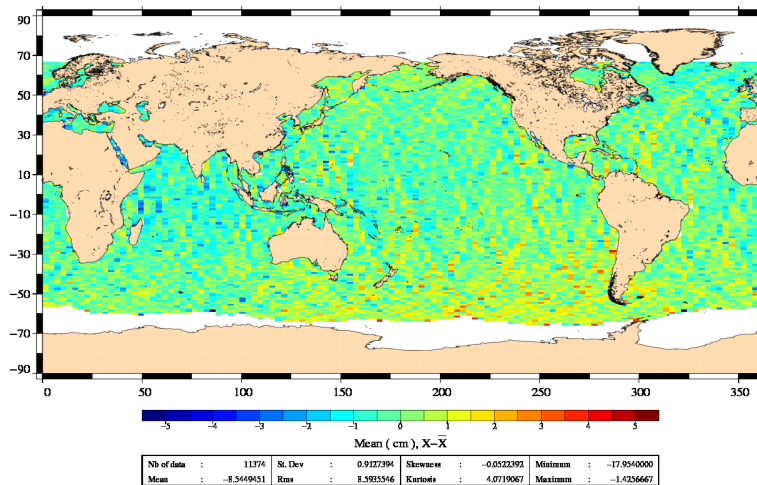 90
70
50
30
10
−10
−30
−50
−70
−90
0 50 100 150 200 250 300 350
−5 −4 −3 −2 −1 0 1 2 3 4 5
Mean ( cm ), X−X̅
Nb of data : 11374 St. Dev : 0.9127394 Skewness : −0.0522392 Minimum : −17.9540000
Mean : −8.5449451 Rms : 8.5935546 Kurtosis : 4.0719067 Maximum : −1.4256667